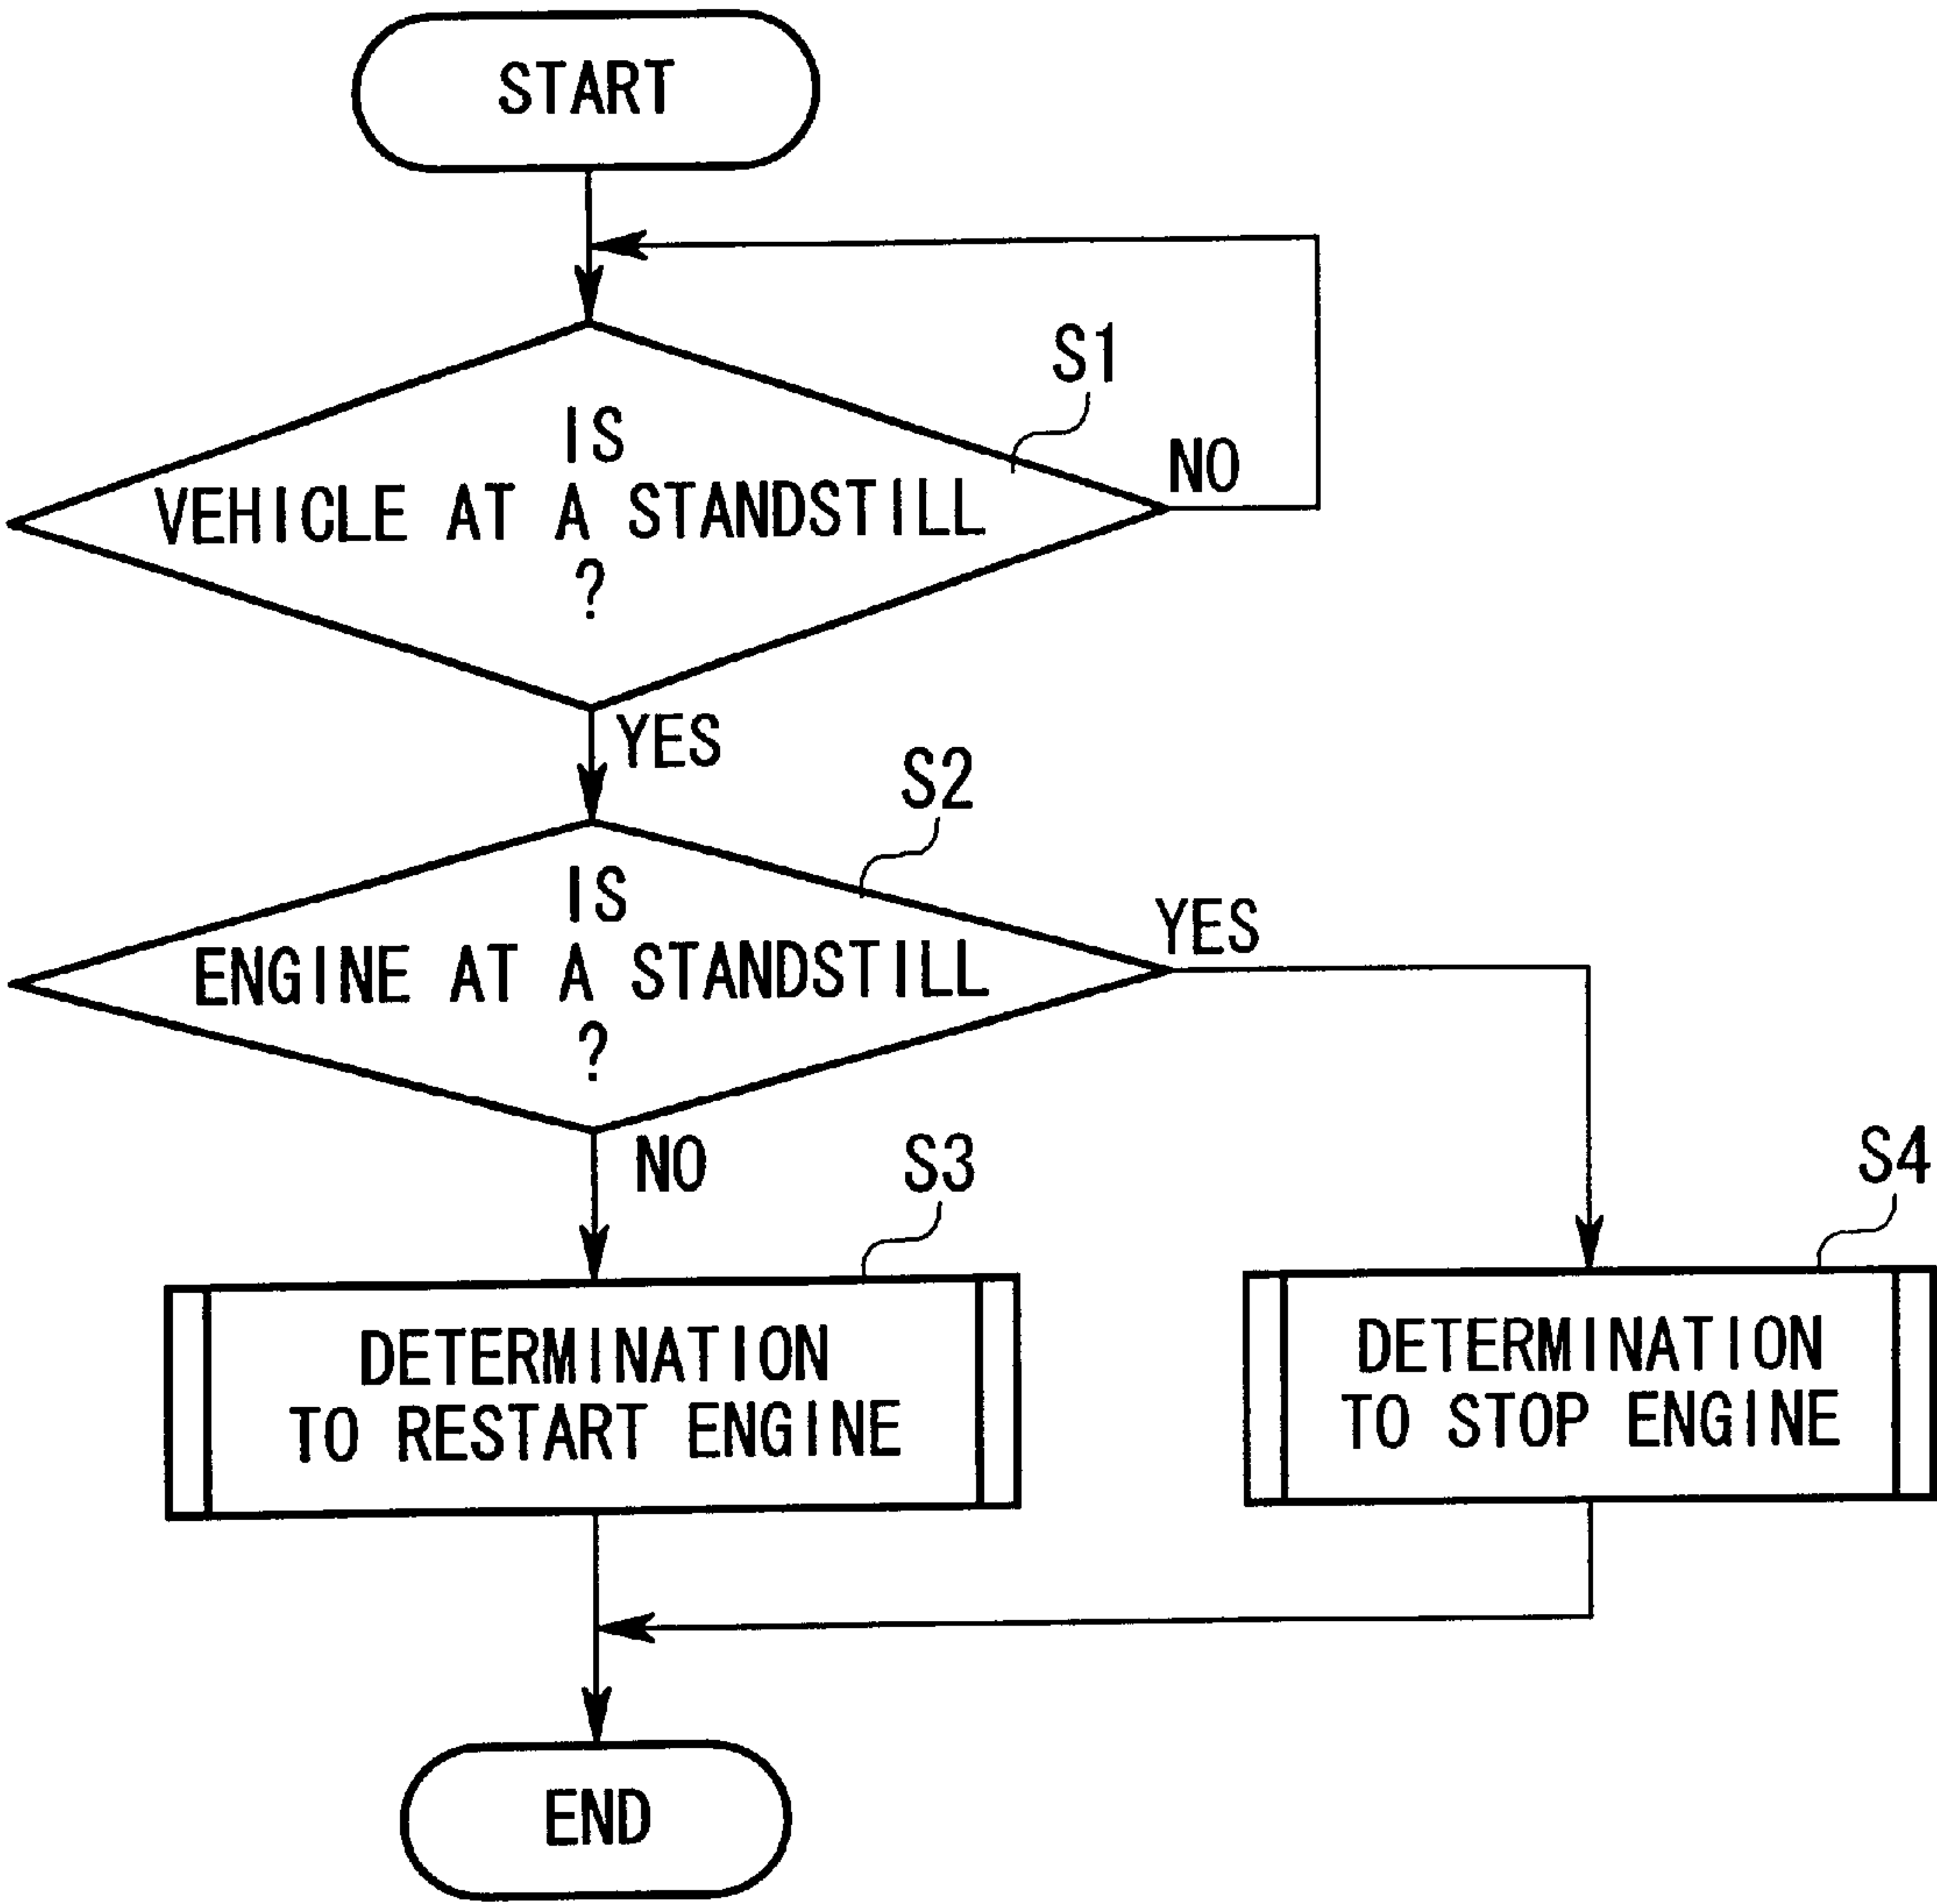 START
S1
IS
VEHICLE AT A STANDSTILL
?
NO
YES
S2
IS
ENGINE AT A STANDSTILL
?
YES
NO
S3
S4
DETERMINATION
TO RESTART ENGINE
DETERMINATION
TO STOP ENGINE
END